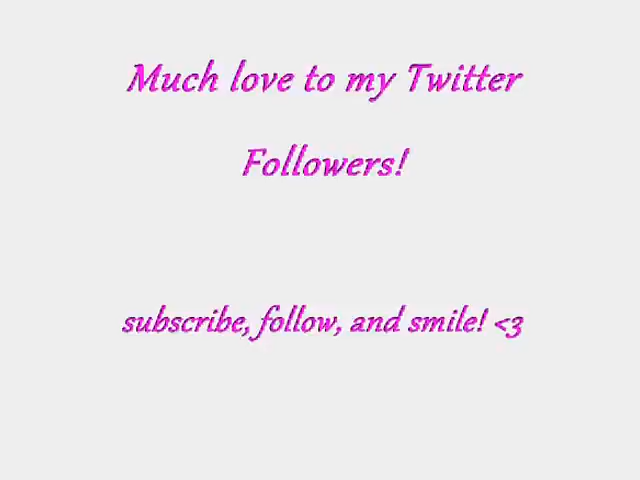 Much love to my Twitter
Followers!
subscribe, follow, and smile! <3